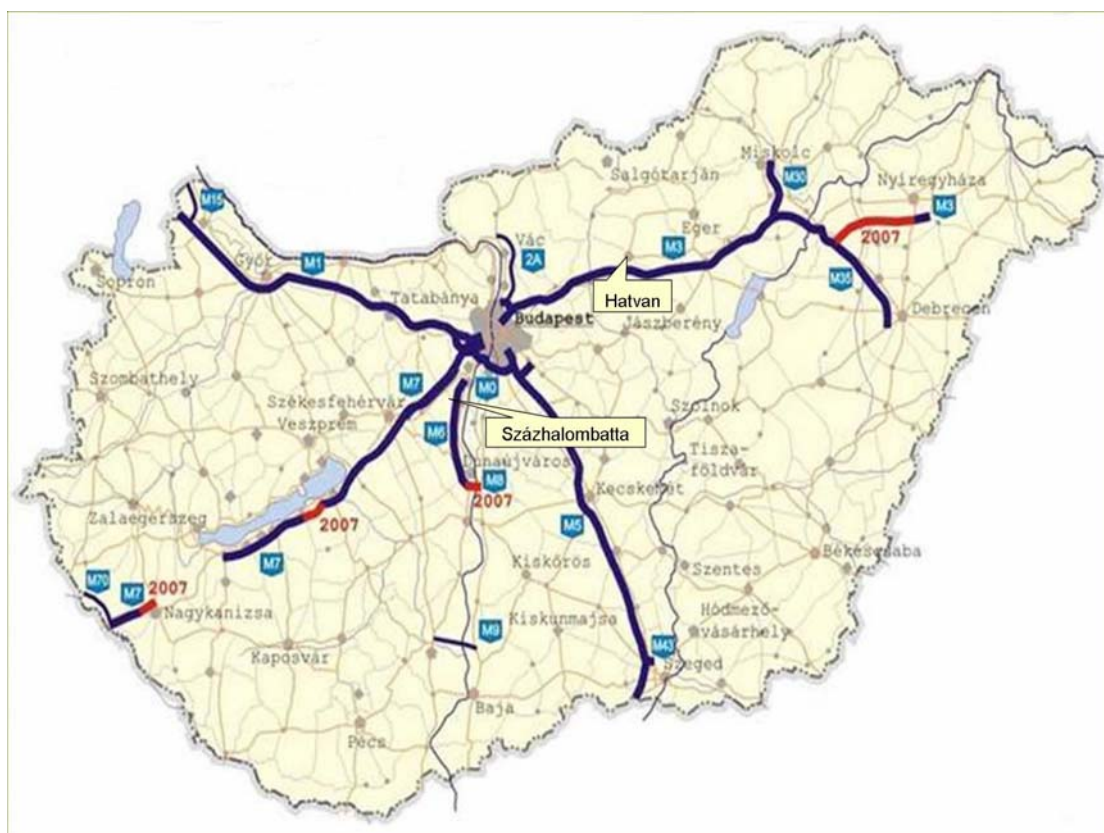 Miskolc
M30
Salgótarján
Nyíregyháza
M15
M3
Eger
Vác
2A
M3
2007
M1
Győr
Hatvan
M35
Sopron
Tatabánya
Budapest
Jászberény
Debrecen
M7
M0
Szombathely
Székesfehérvár
Veszprém
Szolnok
Százhalombatta
M6
Tisza-
földvár
Dunaújváros
M8
2007
Kecskemét
Zalaegerszeg
2007
M5
Békéscsaba
M7
Kiskőrös
Szentes
M70
M7
2007
Nagykanizsa
Hódmező-
vásárhely
Kiskunmajsa
M9
M43
Szeged
Kaposvár
Baja
Pécs